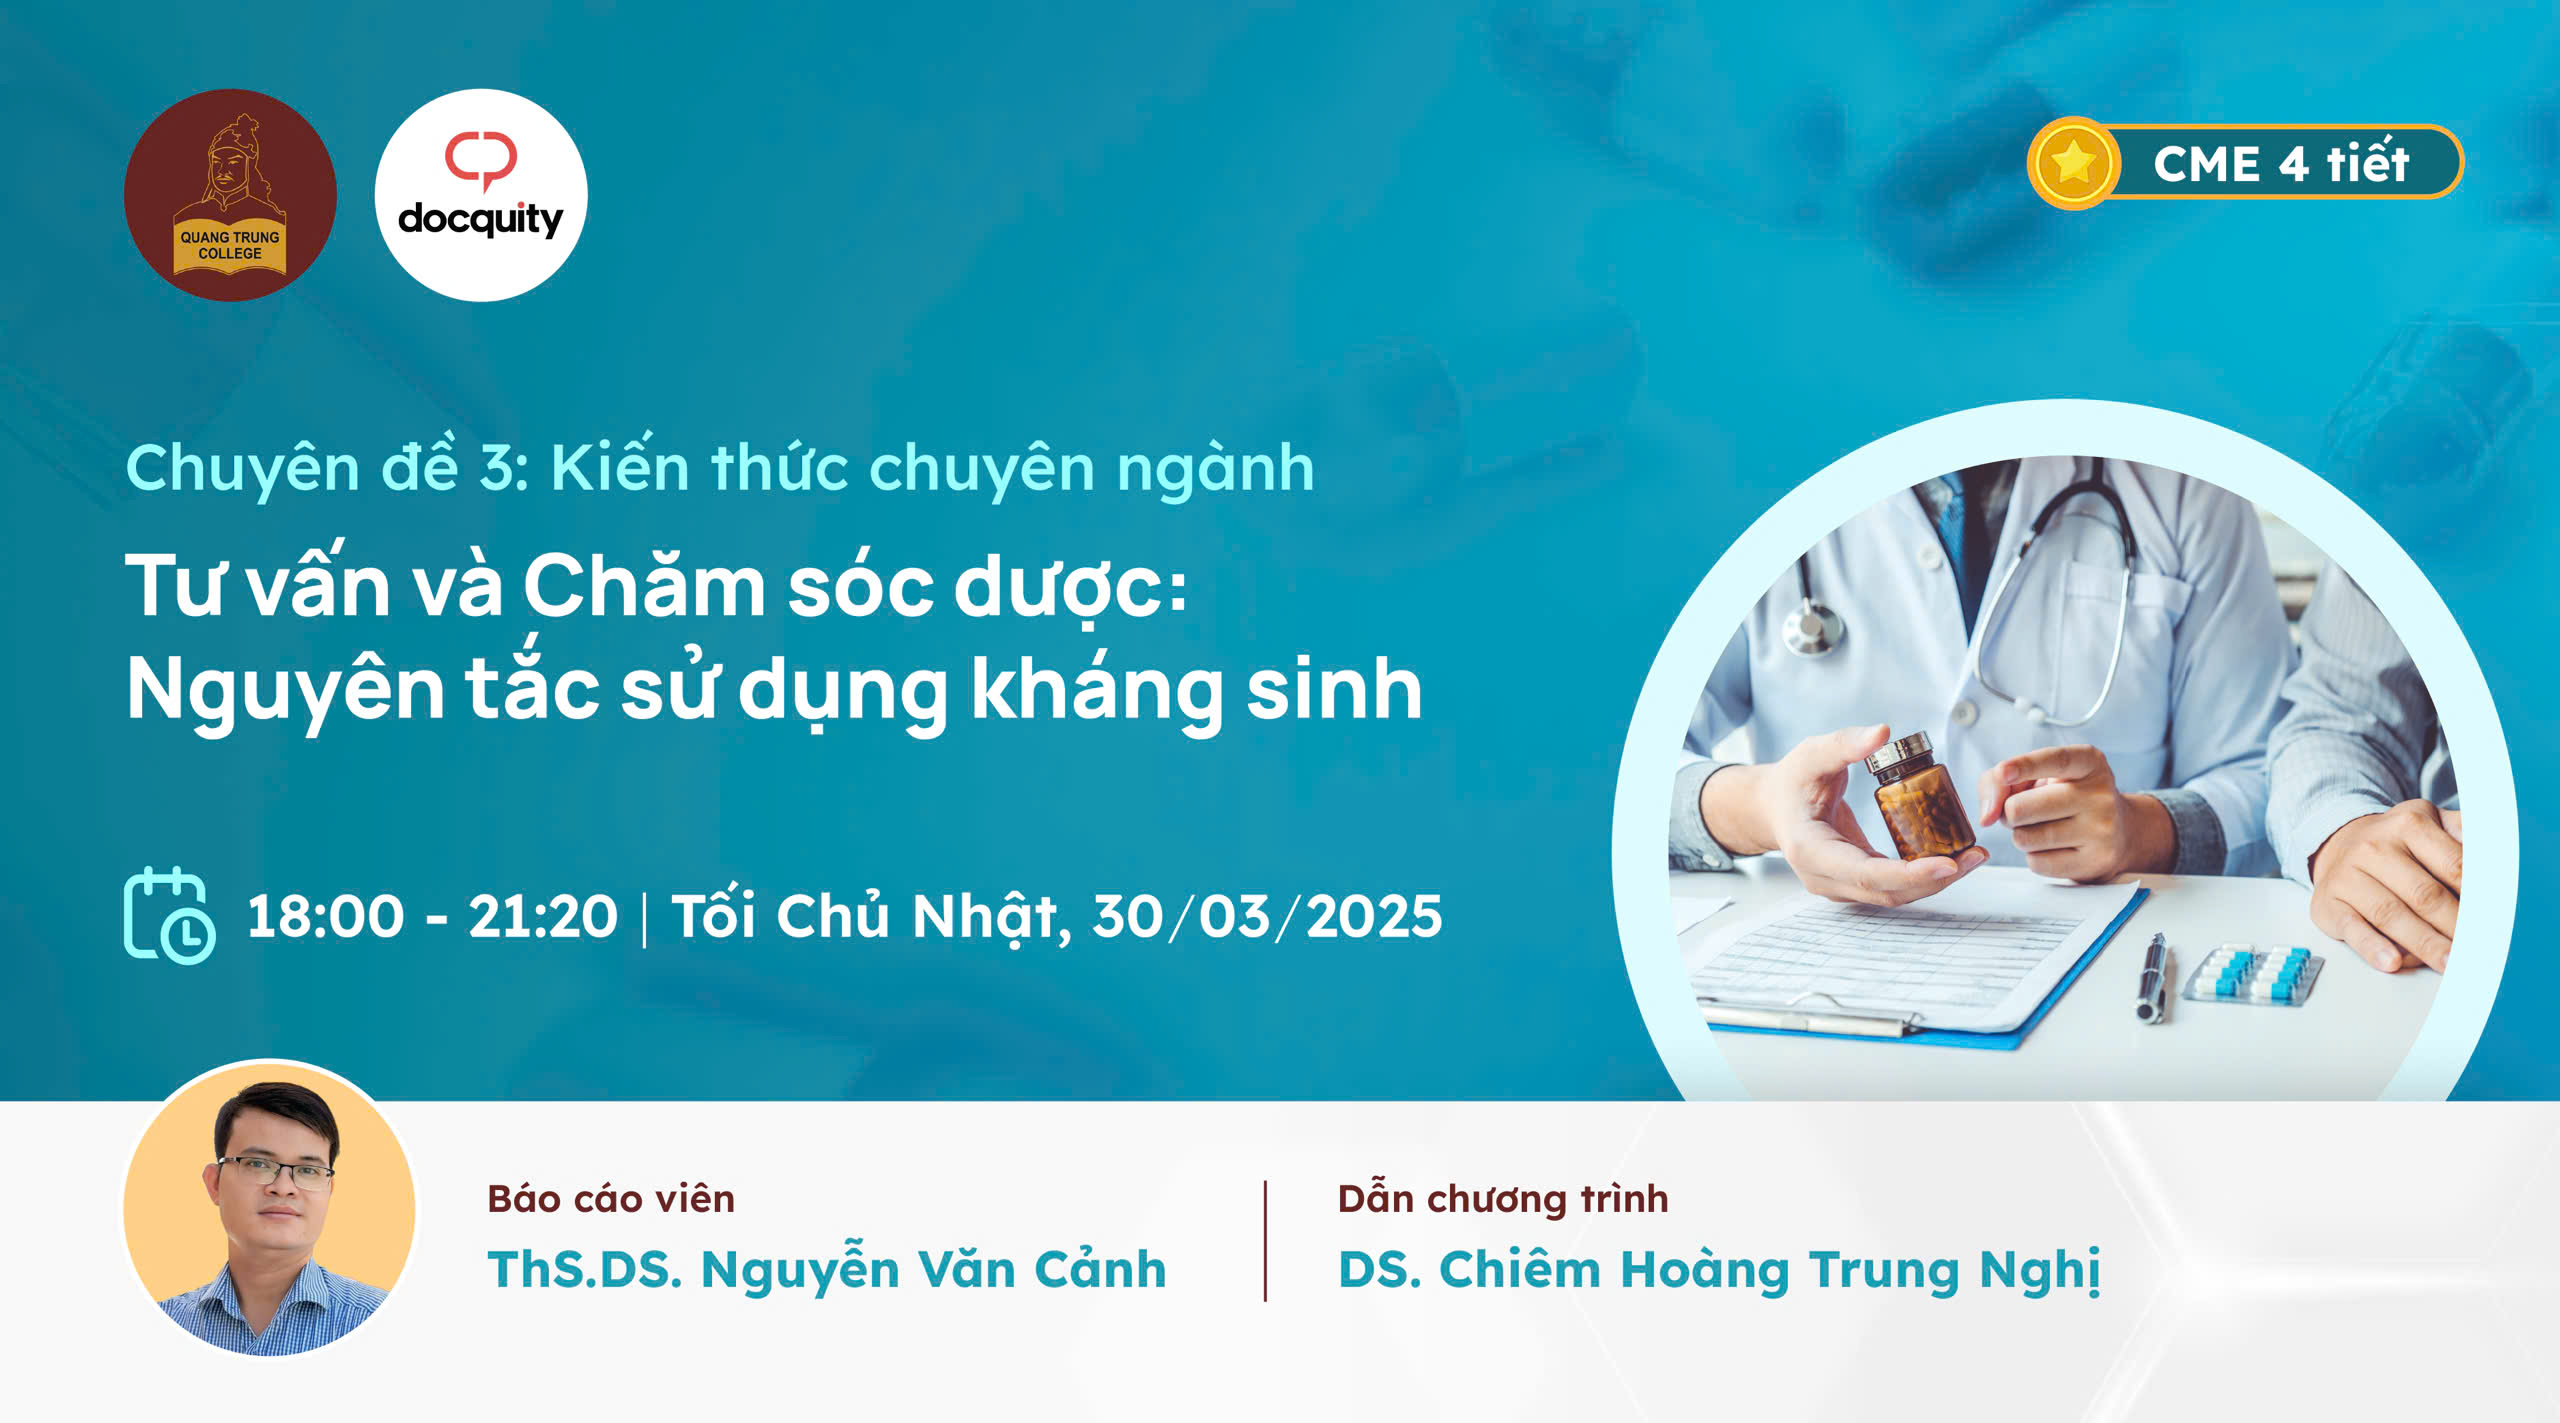 QUANG TRUNG
COLLEGE
docquity
CME 4 tiết
Chuyên đề 3: Kiến thức chuyên ngành
Tư vấn và Chăm sóc dược:
Nguyên tắc sử dụng kháng sinh
18:00 - 21:20 | Tối Chủ Nhật, 30/03/2025
Báo cáo viên
ThS.DS. Nguyễn Văn Cảnh
Dẫn chương trình
DS. Chiêm Hoàng Trung Nghị